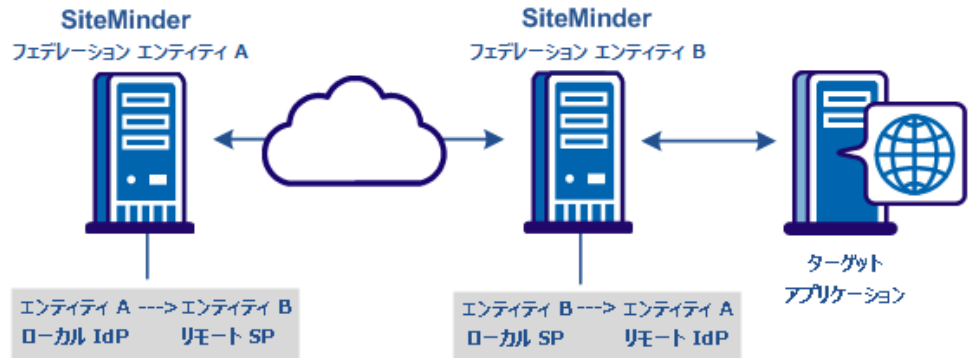 SiteMinder
フェデレーション エンティティ A
SiteMinder
フェデレーション エンティティ B
ターゲット
アプリケーション
エンティティ A ---> エンティティ B
ローカル IdP リモート SP
エンティティ B ---> エンティティ A
ローカル SP リモート IdP